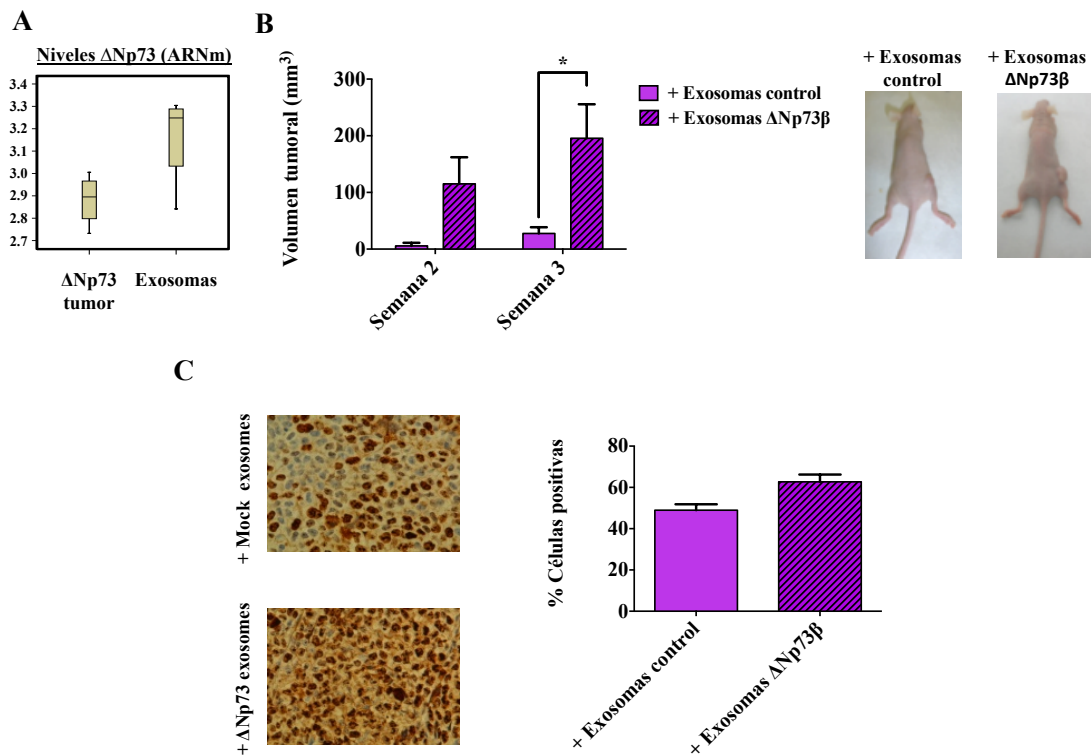 A
Niveles ΔNp73 (ARNm)
3.4
3.3
3.2
3.1
3.0
2.9
2.8
2.7
ΔNp73
tumor
Exosomas
B
Volumen tumoral (mm³)
300
200
100
0
*
Semana 2
Semana 3
+ Exosomas control
+ Exosomas ΔNp73β
+ Exosomas
control
+ Exosomas
ΔNp73β
C
+ Mock exosomes
+ ΔNp73 exosomes
% Células positivas
80
60
40
20
0
+ Exosomas control
+ Exosomas ΔNp73β